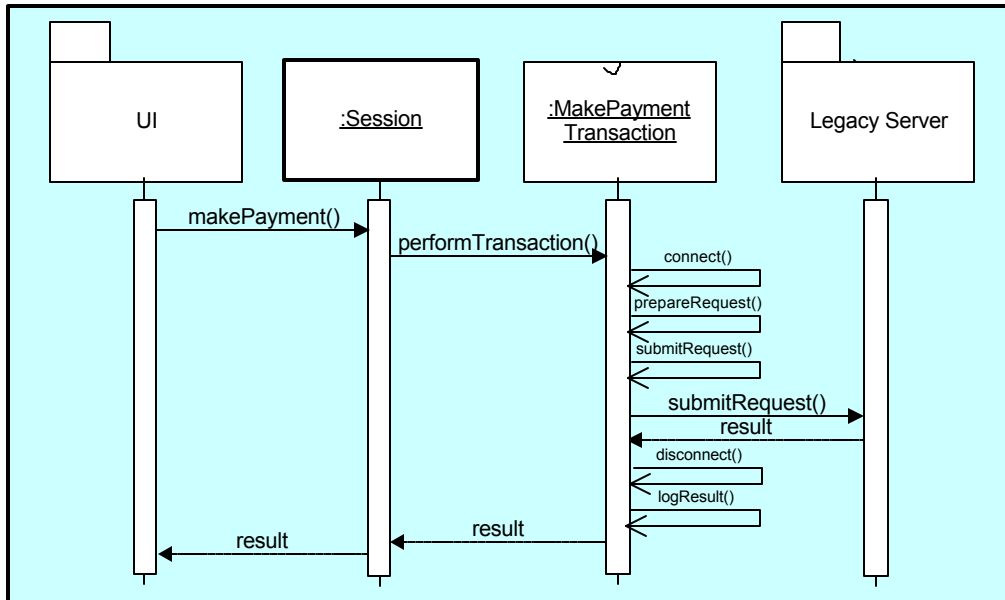 UI
:Session
:MakePayment
Transaction
Legacy Server
makePayment()
performTransaction()
connect()
prepareRequest()
submitRequest()
submitRequest()
result
disconnect()
logResult()
result
result